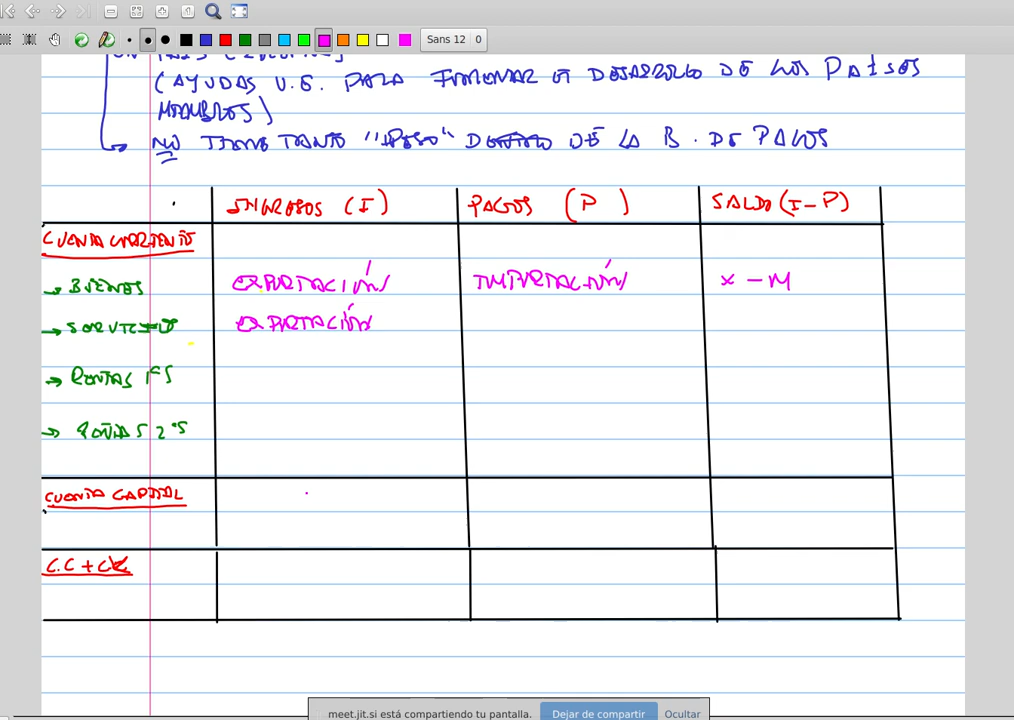 Sans 12 0
(AYUDAS U.E. PARA FOMENTAR EL DESARROLLO DE LOS PAISES
MIEMBROS)
NO TIENE TANTO "PESO" DE LA B. DE PAGOS
INGRESOS (I) PAGOS (P) SALDO (I-P)
CUENTA CORRIENTE
→ BIENES EXPORTACIÓN IMPORTACIÓN X - M
→ SERVICIOS EXPORTACIÓN
→ RENTAS 1ᵃS
→ RENTAS 2ᵃS
CUENTA CAPITAL
C.C + CK
meet.jit.si está compartiendo tu pantalla. Dejar de compartir Ocultar